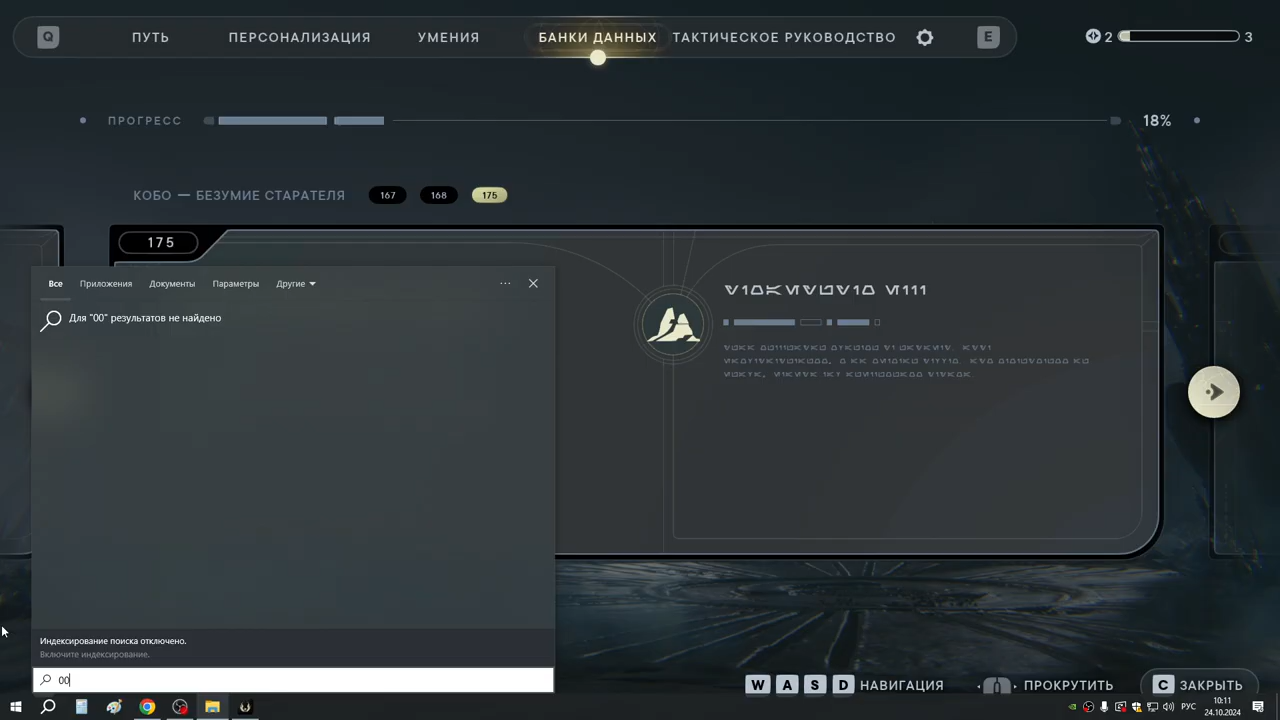 Q ПУТЬ ПЕРСОНАЛИЗАЦИЯ УМЕНИЯ БАНКИ ДАННЫХ ТАКТИЧЕСКОЕ РУКОВОДСТВО E 2 3
ПРОГРЕСС 18%
КОБО — БЕЗУМИЕ СТАРАТЕЛЯ 167 168 175
175
Все Приложения Документы Параметры Другие
Для "00" результатов не найдено
Индексирование поиска отключено.
Включите индексирование.
00
W A S D НАВИГАЦИЯ ПРОКРУТИТЬ C ЗАКРЫТЬ
РУС
10:11
24.10.2024